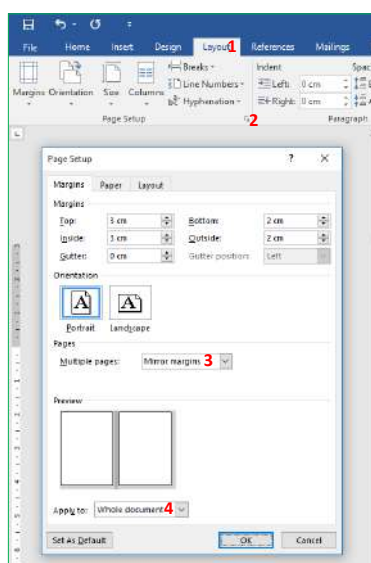 File Home Insert Design Layout 1 References Mailings
Breaks Indent Spac
Line Numbers Left: 0 cm
Margins Orientation Size Columns Hyphenation Right: 0 cm
Page Setup 2 Paragraph
Page Setup ? ×
Margins Paper Layout
Margins
Top: 3 cm Bottom: 2 cm
Inside: 3 cm Outside: 2 cm
Gutter: 0 cm Gutter position: Left
Orientation
A A
Portrait Landscape
Pages
Multiple pages: Mirror margins 3
Preview
Apply to: Whole document 4
Set As Default OK Cancel